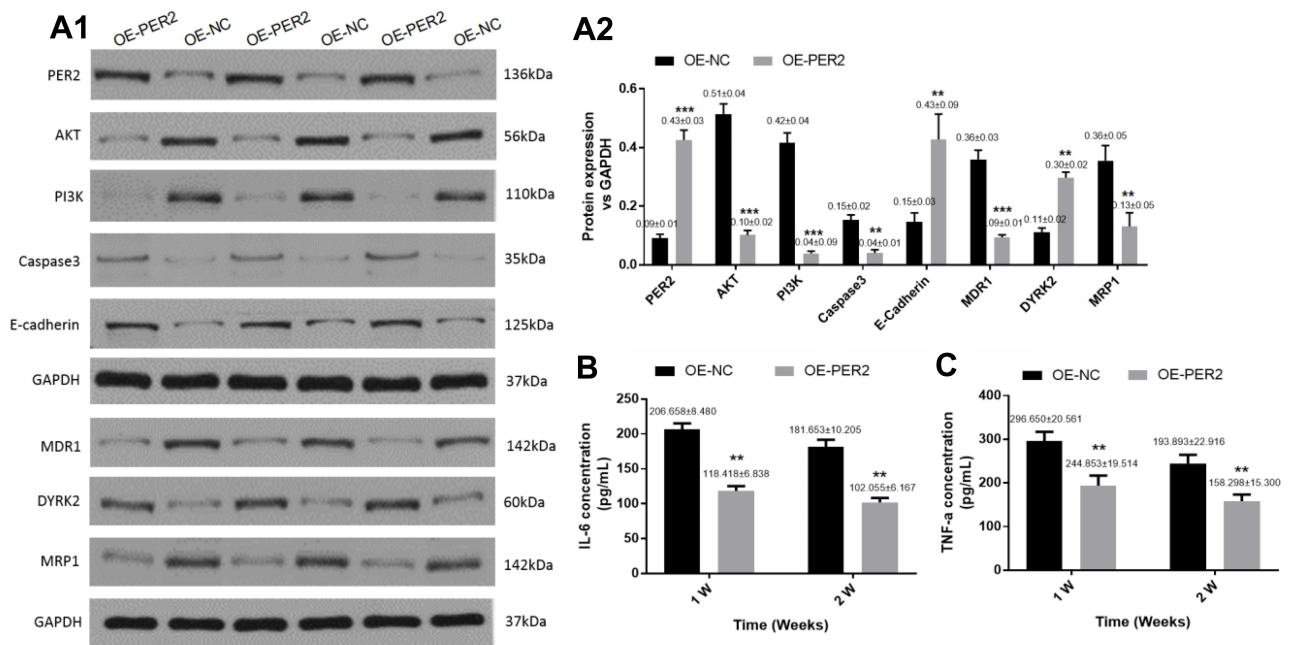 A1
OE-PER2 OE-NC OE-PER2 OE-NC OE-PER2 OE-NC
PER2 136kDa
AKT 56kDa
PI3K 110kDa
Caspase3 35kDa
E-cadherin 125kDa
GAPDH 37kDa
MDR1 142kDa
DYRK2 60kDa
MRP1 142kDa
GAPDH 37kDa
A2
OE-NC OE-PER2
Protein expression
vs GAPDH
0.6
0.4
0.2
0.0
0.09±0.01
***
0.43±0.03
0.51±0.04
***
0.10±0.02
0.42±0.04
***
0.04±0.09
0.15±0.02
**
0.04±0.01
0.15±0.03
**
0.43±0.09
0.36±0.03
***
.09±0.01
0.11±0.02
**
0.30±0.02
0.36±0.05
**
0.13±0.05
PER2 AKT PI3K Caspase3 E-Cadherin MDR1 DYRK2 MRP1
B
OE-NC OE-PER2
IL-6 concentration
(pg/mL)
250
200
150
100
50
0
206.658±8.480
**
118.418±6.838
181.653±10.205
**
102.055±6.167
1 W 2 W
Time (Weeks)
C
OE-NC OE-PER2
TNF-a concentration
(pg/mL)
400
300
200
100
0
296.650±20.561
**
244.853±19.514
193.893±22.916
**
158.298±15.300
1 W 2 W
Time (Weeks)